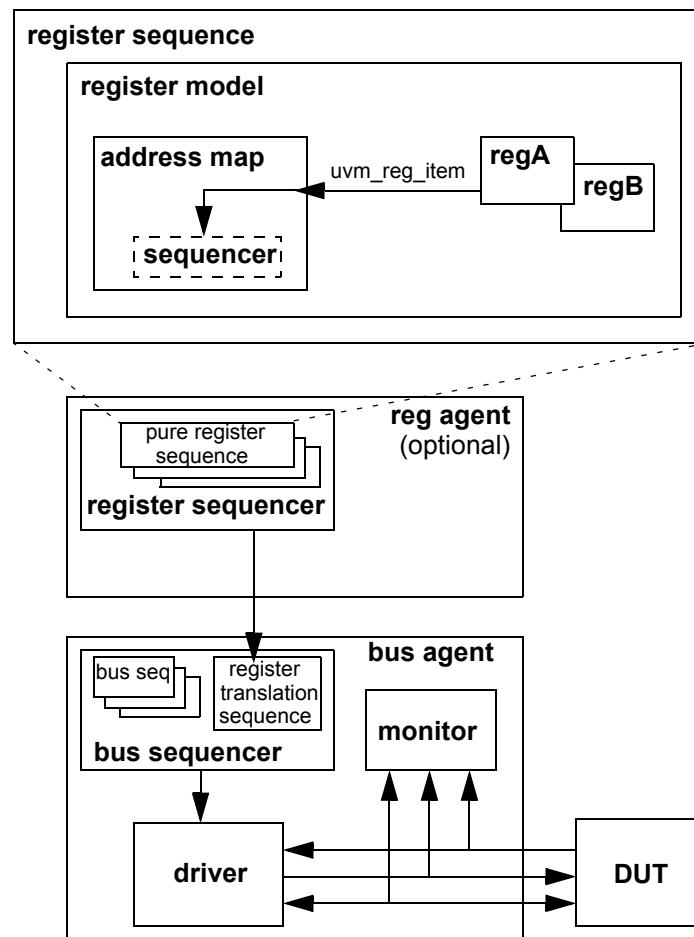 register sequence
register model
address map
uvm_reg_item
regA
regB
sequencer
reg agent
(optional)
pure register
sequence
register sequencer
bus agent
bus seq
register
translation
sequence
bus sequencer
monitor
driver
DUT